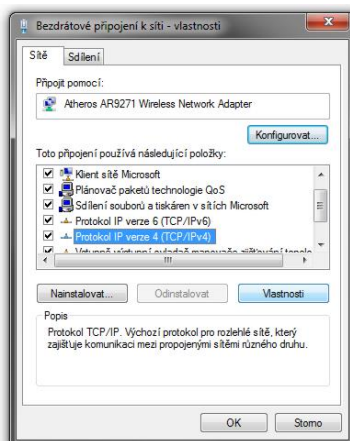 Bezdrátové připojení k síti - vlastnosti
Sítě
Sdílení
Připojit pomocí:
Atheros AR9271 Wireless Network Adapter
Konfigurovat...
Toto připojení používá následující položky:
Klient sítě Microsoft
Plánovač paketů technologie QoS
Sdílení souborů a tiskáren v sítích Microsoft
Protokol IP verze 6 (TCP/IPv6)
Protokol IP verze 4 (TCP/IPv4)
Nainstalovat...
Odinstalovat
Vlastnosti
Popis
Protokol TCP/IP. Výchozí protokol pro rozlehlé sítě, který
zajišťuje komunikaci mezi propojenými sítěmi různého druhu.
OK
Storno